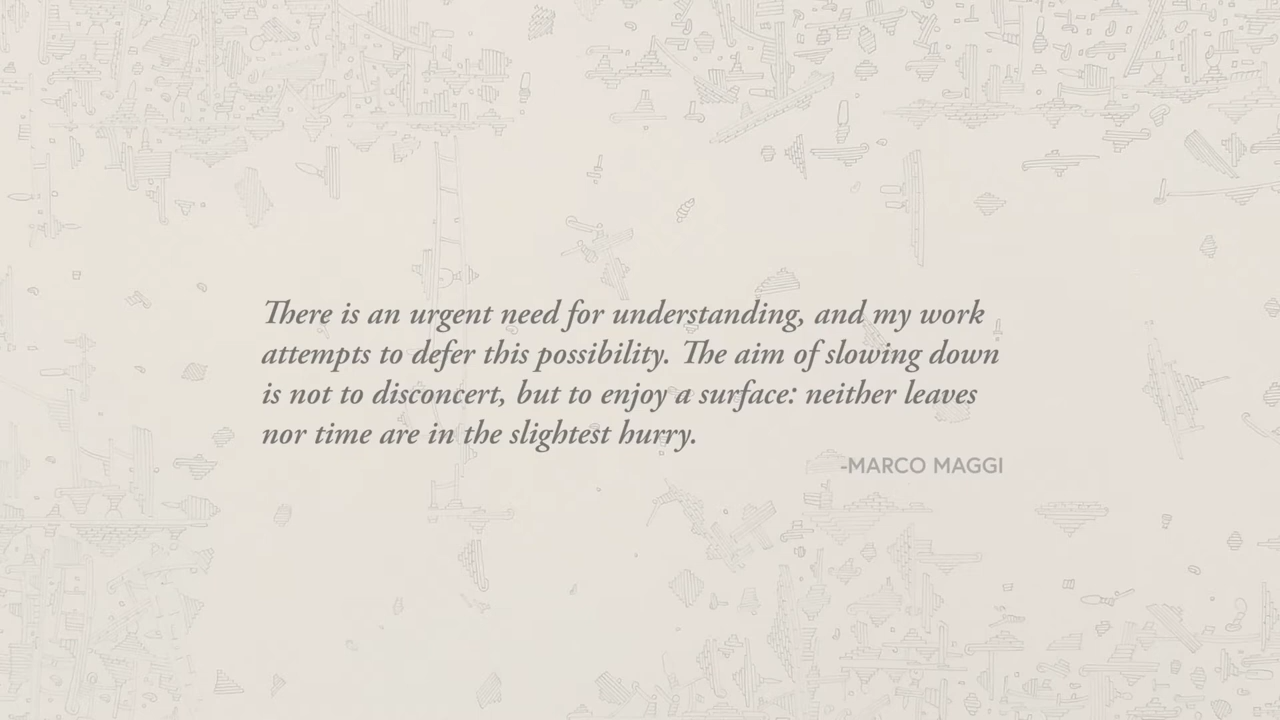 There is an urgent need for understanding, and my work
attempts to defer this possibility. The aim of slowing down
is not to disconcert, but to enjoy a surface: neither leaves
nor time are in the slightest hurry.
-MARCO MAGGI